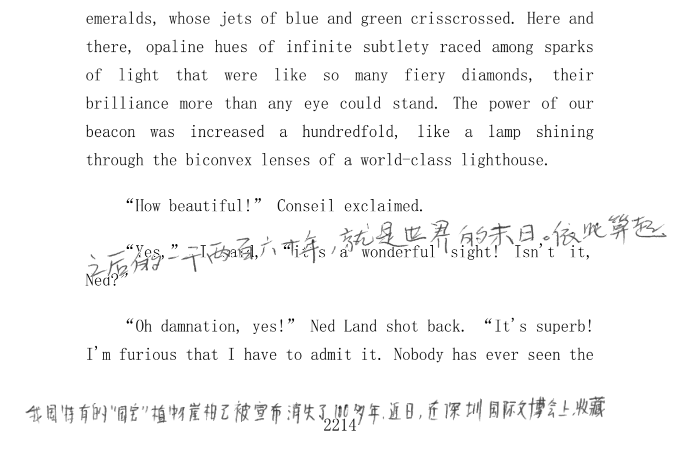 emeralds, whose jets of blue and green crisscrossed. Here and
there, opaline hues of infinite subtlety raced among sparks
of light that were like so many fiery diamonds, their
brilliance more than any eye could stand. The power of our
beacon was increased a hundredfold, like a lamp shining
through the biconvex lenses of a world-class lighthouse.
“How beautiful!” Conseil exclaimed.
之后的一千两百六十年,就是世界的末日。依此算起
“Yes,” I said, “it's a wonderful sight! Isn't it,
Ned?”
“Oh damnation, yes!” Ned Land shot back. “It's superb!
I'm furious that I have to admit it. Nobody has ever seen the
我国特有的“国宝”植物崖柏已被宣布消失了100多年.近日,在深圳国际文博会上,收藏
2214